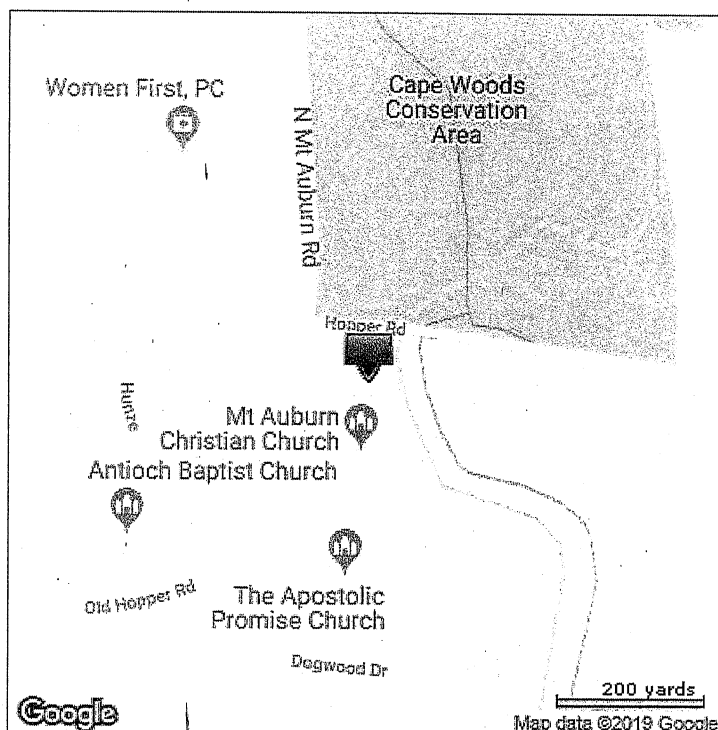 Women First, PC
Cape Woods
Conservation
Area
N Mt Auburn Rd
Hopper Rd
Hunze
Mt Auburn
Christian Church
Antioch Baptist Church
Old Hopper Rd
The Apostolic
Promise Church
Dogwood Dr
200 yards
Google
Map data ©2019 Google